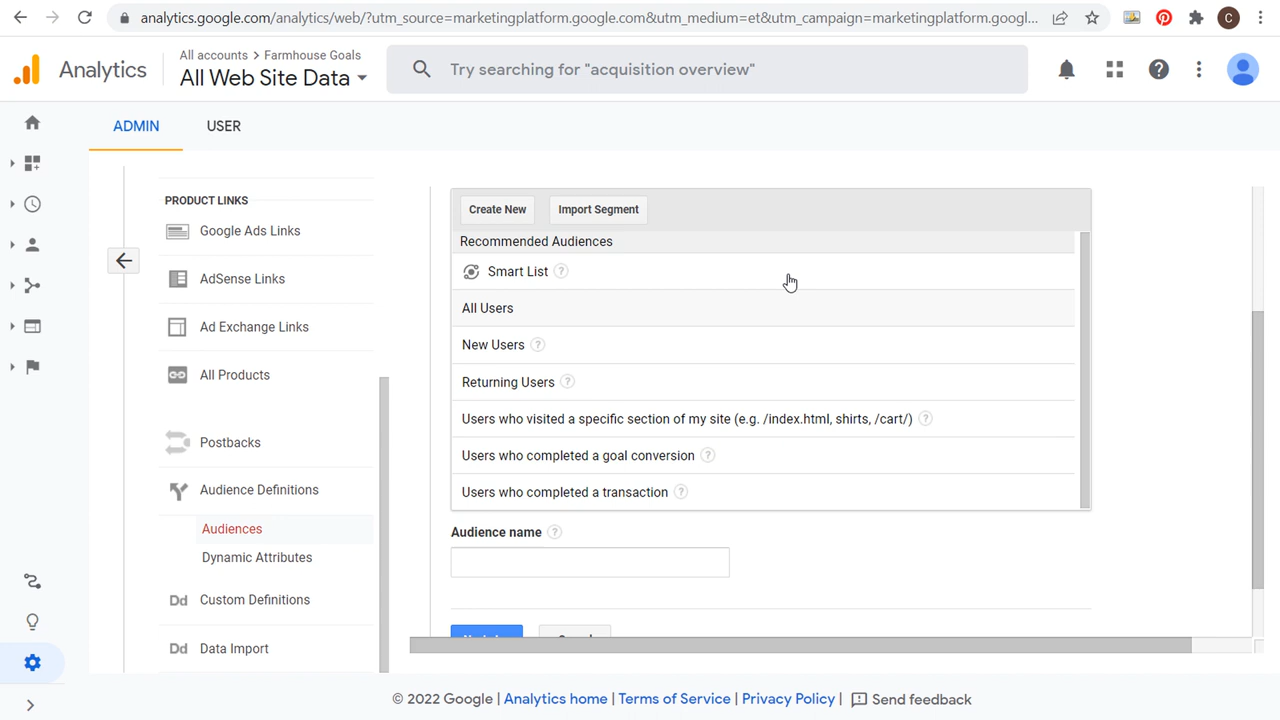 analytics.google.com/analytics/web/?utm_source=marketingplatform.google.com&utm_medium=et&utm_campaign=marketingplatform.googl...
C
Analytics
All accounts > Farmhouse Goals
All Web Site Data
Try searching for "acquisition overview"
ADMIN USER
PRODUCT LINKS
Google Ads Links
AdSense Links
Ad Exchange Links
All Products
Postbacks
Audience Definitions
Audiences
Dynamic Attributes
Dd Custom Definitions
Dd Data Import
Create New Import Segment
Recommended Audiences
Smart List ?
All Users
New Users ?
Returning Users ?
Users who visited a specific section of my site (e.g. /index.html, shirts, /cart/) ?
Users who completed a goal conversion ?
Users who completed a transaction ?
Audience name ?
© 2022 Google | Analytics home | Terms of Service | Privacy Policy | Send feedback